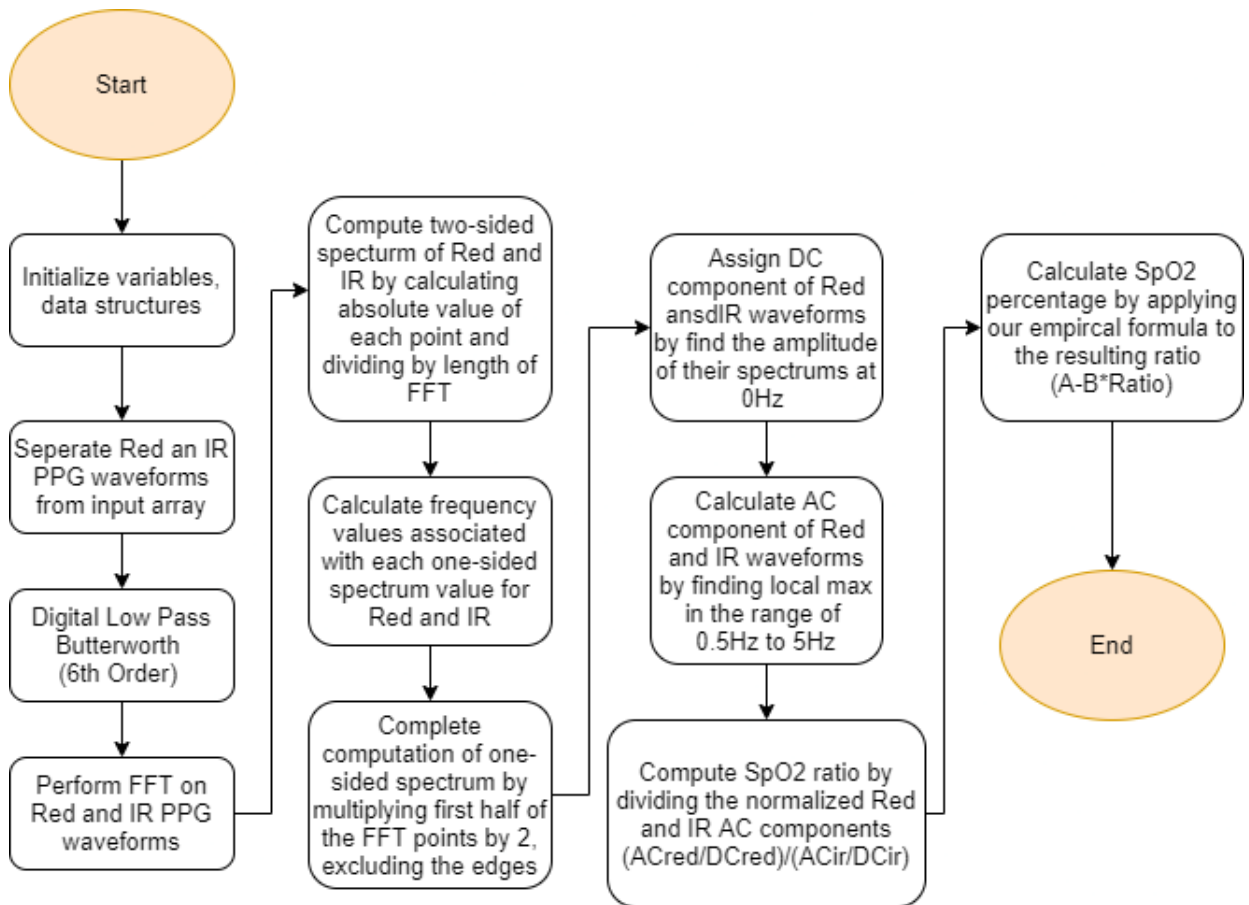 Start
Initialize variables,
data structures
Seperate Red an IR
PPG waveforms
from input array
Digital Low Pass
Butterworth
(6th Order)
Perform FFT on
Red and IR PPG
waveforms
Compute two-sided
specturm of Red and
IR by calculating
absolute value of
each point and
dividing by length of
FFT
Calculate frequency
values associated
with each one-sided
spectrum value for
Red and IR
Complete
computation of one-
sided spectrum by
multiplying first half of
the FFT points by 2,
excluding the edges
Assign DC
component of Red
ansdIR waveforms
by find the amplitude
of their spectrums at
0Hz
Calculate AC
component of Red
and IR waveforms
by finding local max
in the range of
0.5Hz to 5Hz
Compute SpO2 ratio by
dividing the normalized Red
and IR AC components
(ACred/DCred)/(ACir/DCir)
Calculate SpO2
percentage by applying
our empircal formula to
the resulting ratio
(A-B*Ratio)
End